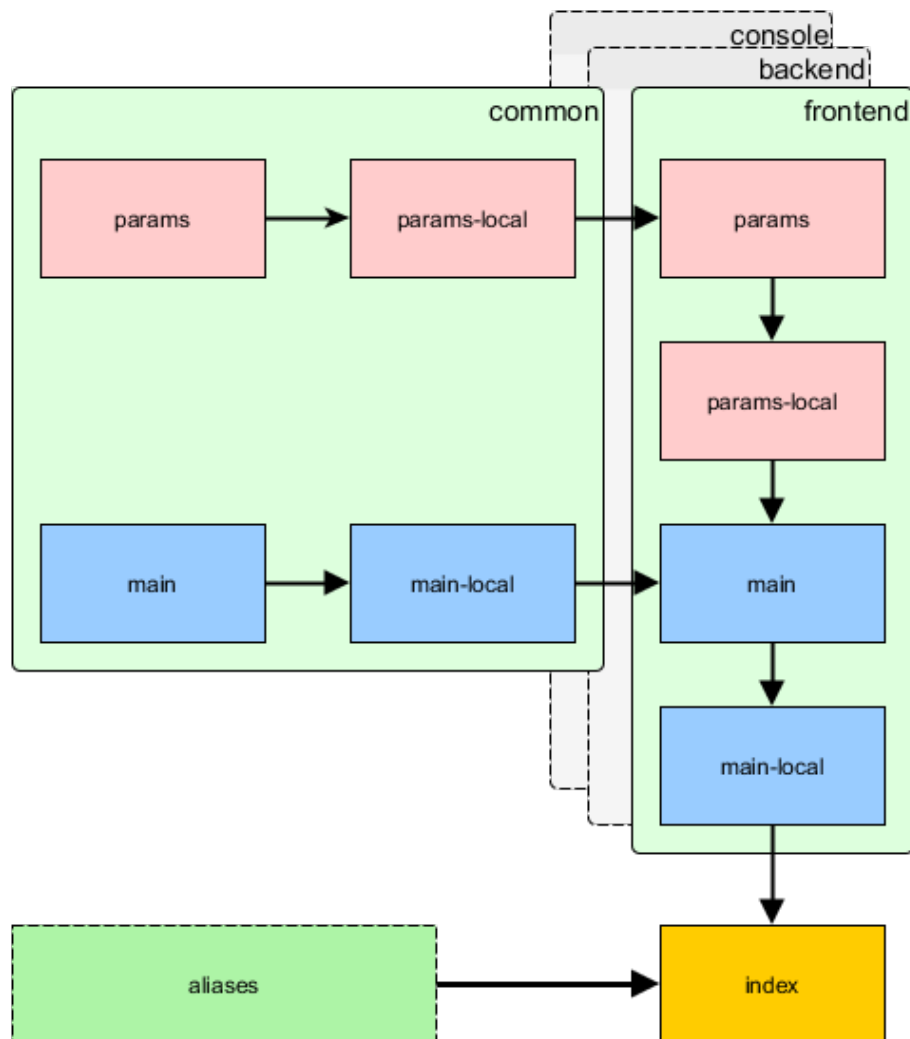 console
backend
common
frontend
params
params-local
params
params-local
main
main-local
main
main-local
aliases
index